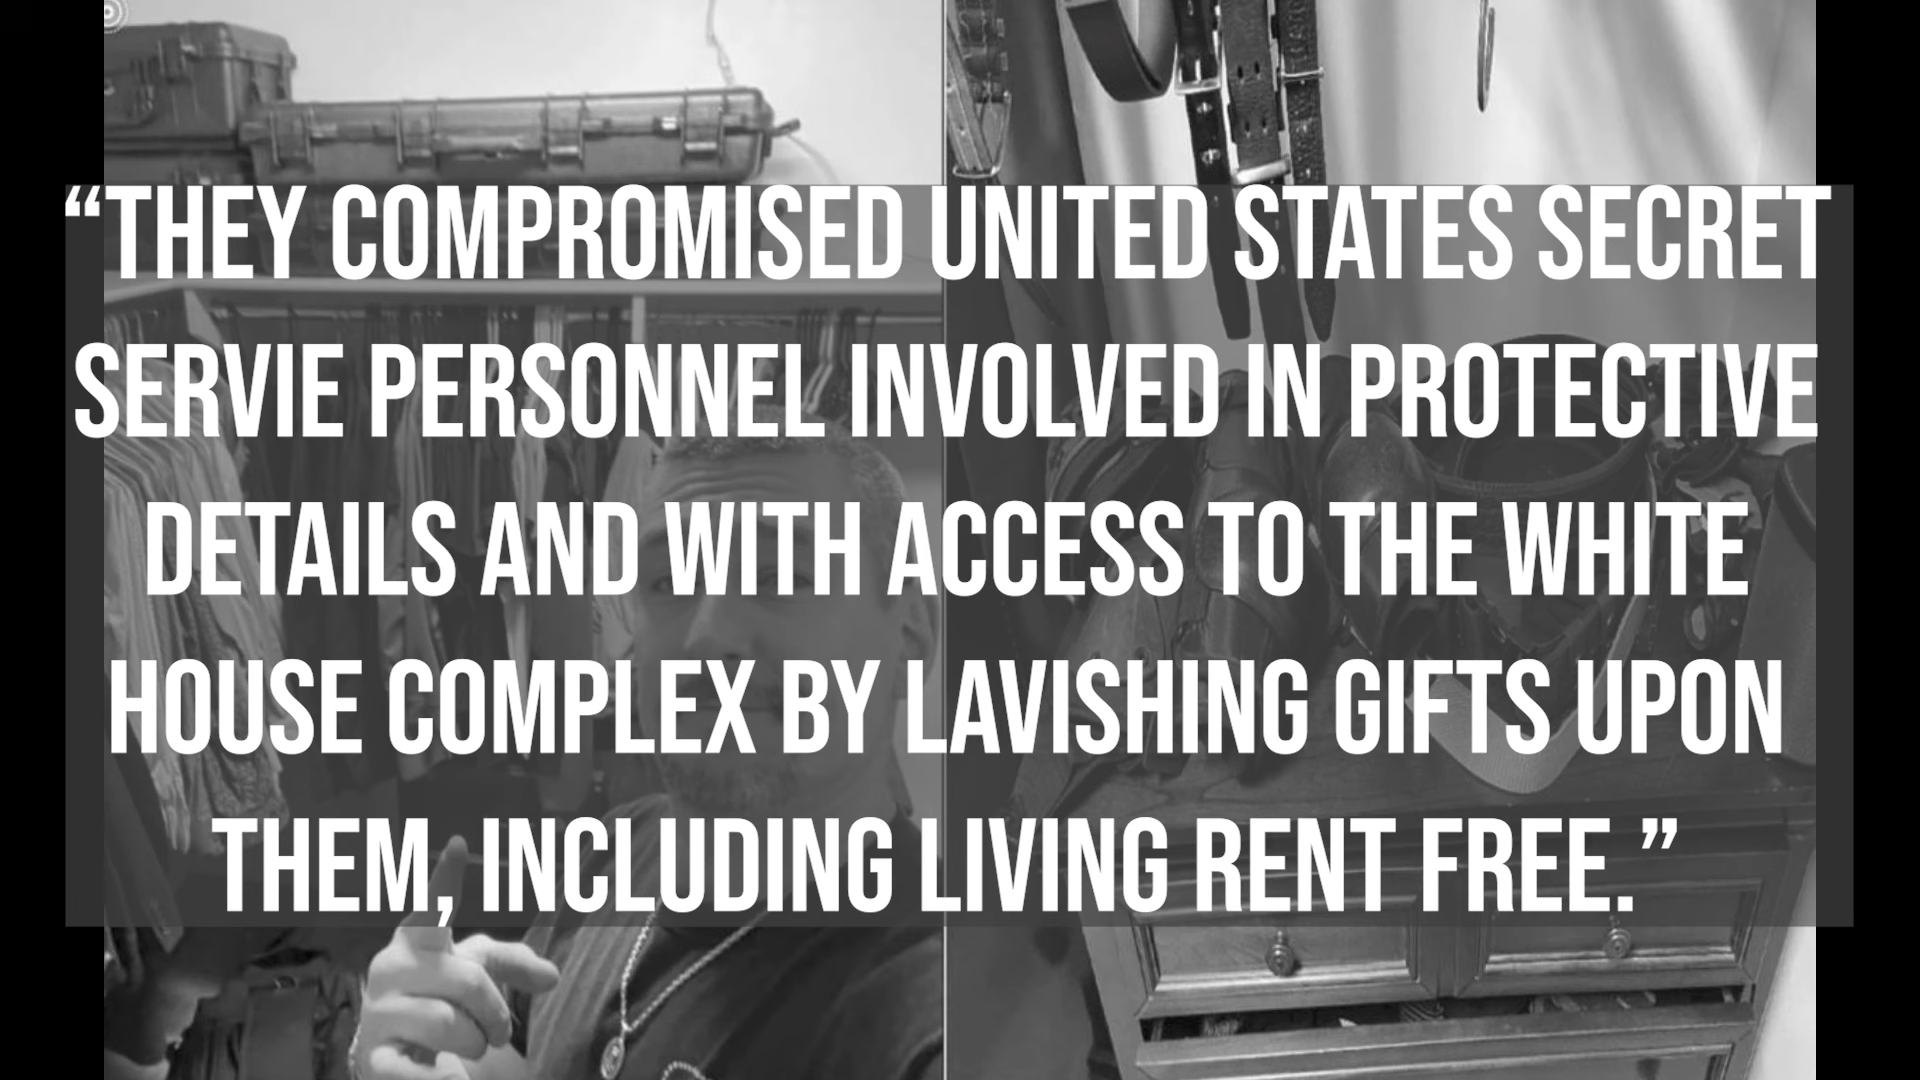 “THEY COMPROMISED UNITED STATES SECRET
SERVIE PERSONNEL INVOLVED IN PROTECTIVE
DETAILS AND WITH ACCESS TO THE WHITE
HOUSE COMPLEX BY LAVISHING GIFTS UPON
THEM, INCLUDING LIVING RENT FREE.”